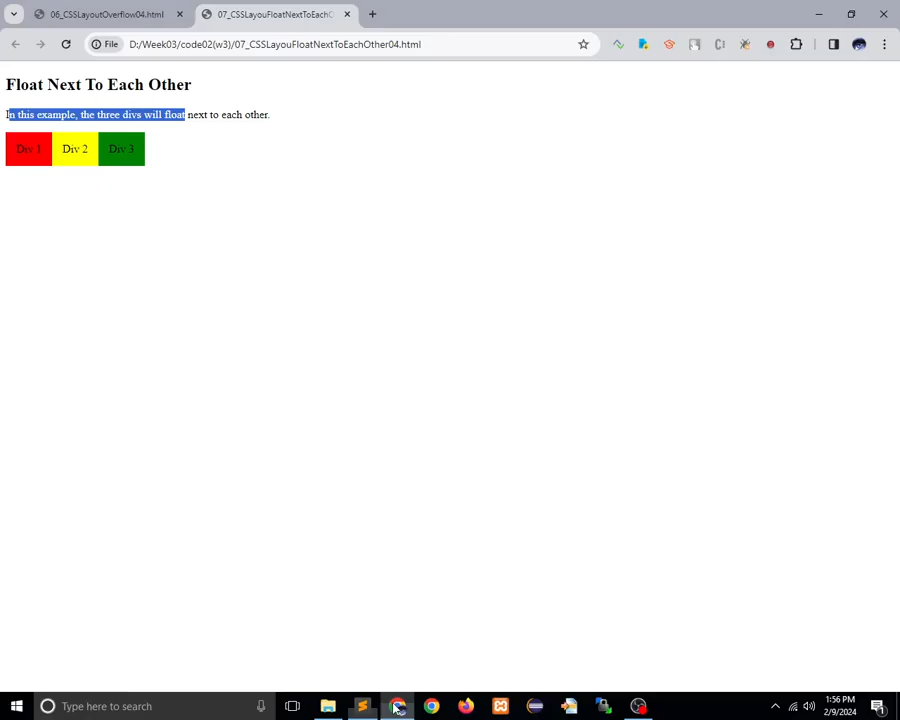 06_CSSLayoutOverflow04.html
07_CSSLayouFloatNextToEachO
File
D:/Week03/code02(w3)/07_CSSLayouFloatNextToEachOther04.html
Float Next To Each Other
In this example, the three divs will float next to each other.
Div 1 Div 2 Div 3
Type here to search
1:56 PM
2/9/2024
1